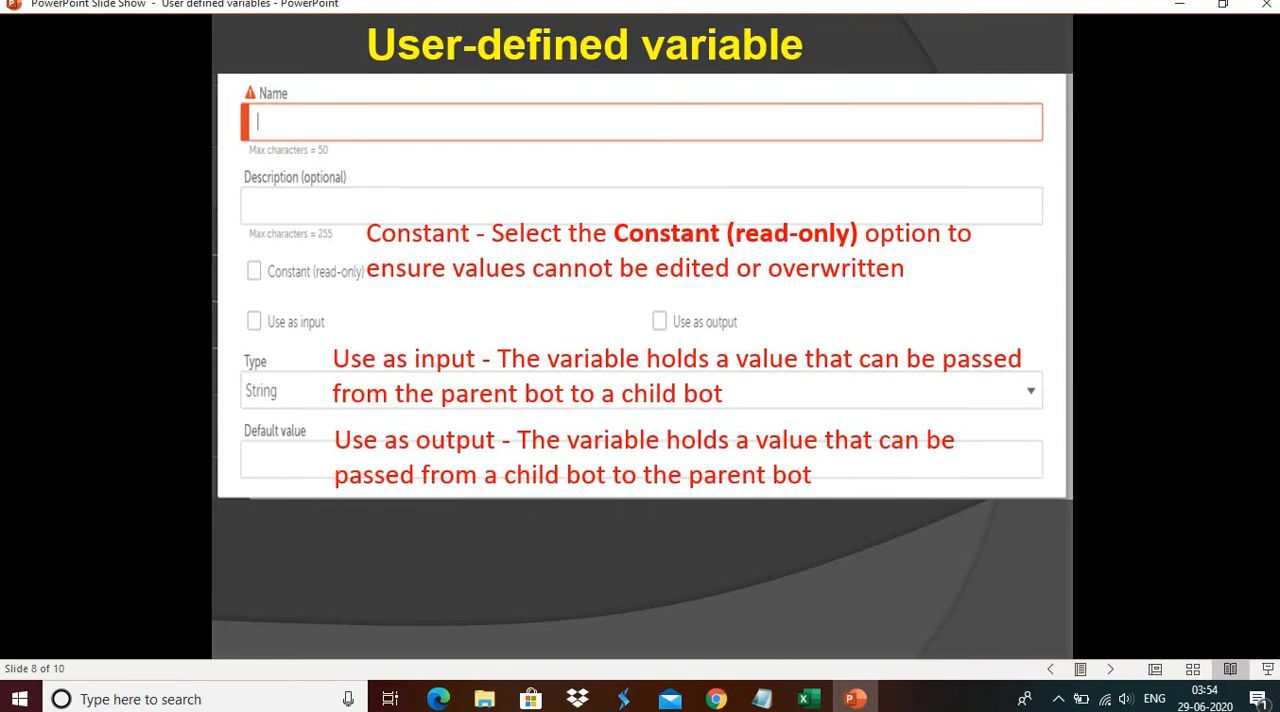 PowerPoint Slide Show - User defined variables - PowerPoint
User-defined variable
Name
Max characters = 50
Description (optional)
Max characters = 255
Constant - Select the Constant (read-only) option to
ensure values cannot be edited or overwritten
Constant (read-only)
Use as input
Use as output
Type
String
Use as input - The variable holds a value that can be passed
from the parent bot to a child bot
Default value
Use as output - The variable holds a value that can be
passed from a child bot to the parent bot
Slide 8 of 10
Type here to search
ENG
03:54
29-06-2020
1